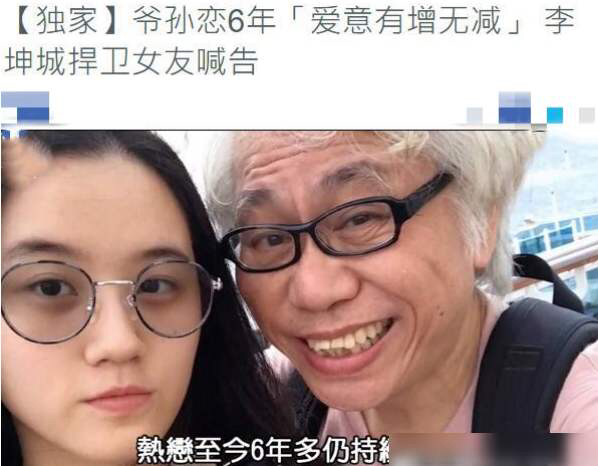 【独家】爷孙恋6年「爱意有增无减」 李
坤城捍卫女友喊告
熱戀至今6年多仍持